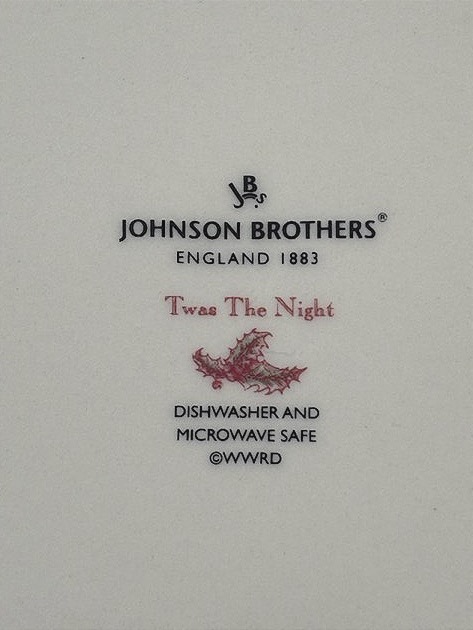 JBs.
JOHNSON BROTHERS®
ENGLAND 1883
Twas The Night
DISHWASHER AND
MICROWAVE SAFE
©WWRD